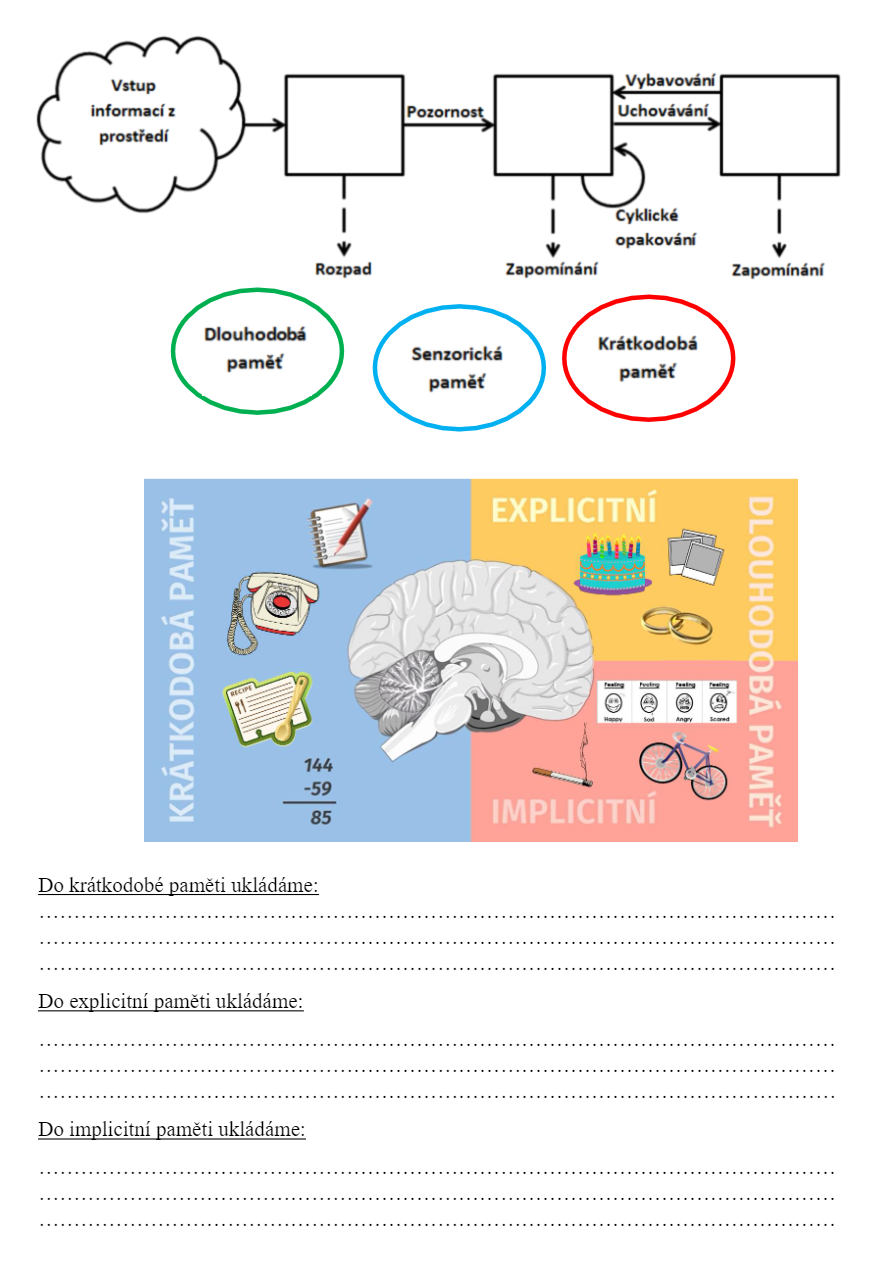 Vstup
informací z
prostředí
Pozornost
Vybavování
Uchovávání
Cyklické
opakování
Rozpad
Zapomínání
Zapomínání
Dlouhodobá
paměť
Senzorická
paměť
Krátkodobá
paměť
KRÁTKODOBÁ PAMĚŤ
EXPLICITNÍ
DLOUHODOBÁ PAMĚŤ
RECIPE
144
-59
85
Feeling Feeling Feeling Feeling
Happy Sad Angry Scared
IMPLICITNÍ
Do krátkodobé paměti ukládáme:
……………………………………………………………………………………………………
……………………………………………………………………………………………………
……………………………………………………………………………………………………
Do explicitní paměti ukládáme:
……………………………………………………………………………………………………
……………………………………………………………………………………………………
……………………………………………………………………………………………………
Do implicitní paměti ukládáme:
……………………………………………………………………………………………………
……………………………………………………………………………………………………
……………………………………………………………………………………………………